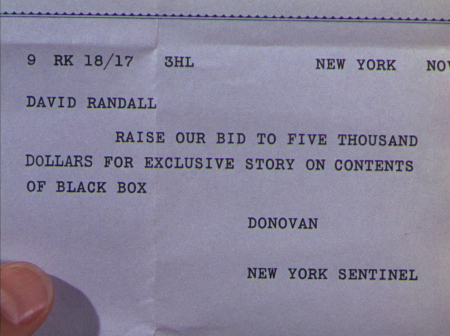 9 RK 18/17 3HL NEW YORK NOV
DAVID RANDALL
RAISE OUR BID TO FIVE THOUSAND
DOLLARS FOR EXCLUSIVE STORY ON CONTENTS
OF BLACK BOX
DONOVAN
NEW YORK SENTINEL